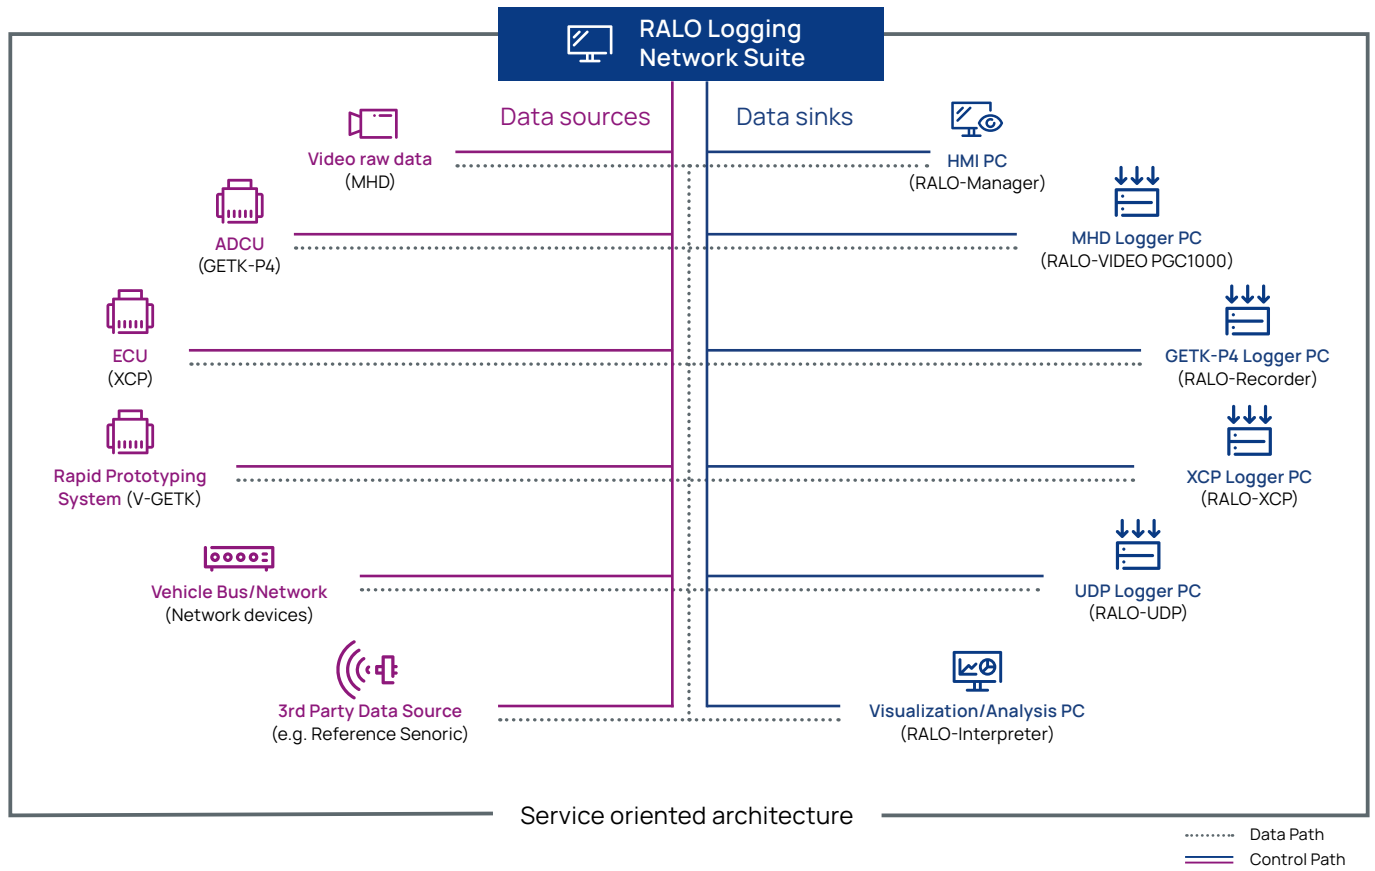 RALO Logging
Network Suite
Data sources
Data sinks
Video raw data
(MHD)
HMI PC
(RALO-Manager)
ADCU
(GETK-P4)
MHD Logger PC
(RALO-VIDEO PGC1000)
ECU
(XCP)
GETK-P4 Logger PC
(RALO-Recorder)
Rapid Prototyping
System (V-GETK)
XCP Logger PC
(RALO-XCP)
Vehicle Bus/Network
(Network devices)
UDP Logger PC
(RALO-UDP)
3rd Party Data Source
(e.g. Reference Senoric)
Visualization/Analysis PC
(RALO-Interpreter)
Service oriented architecture
Data Path
Control Path